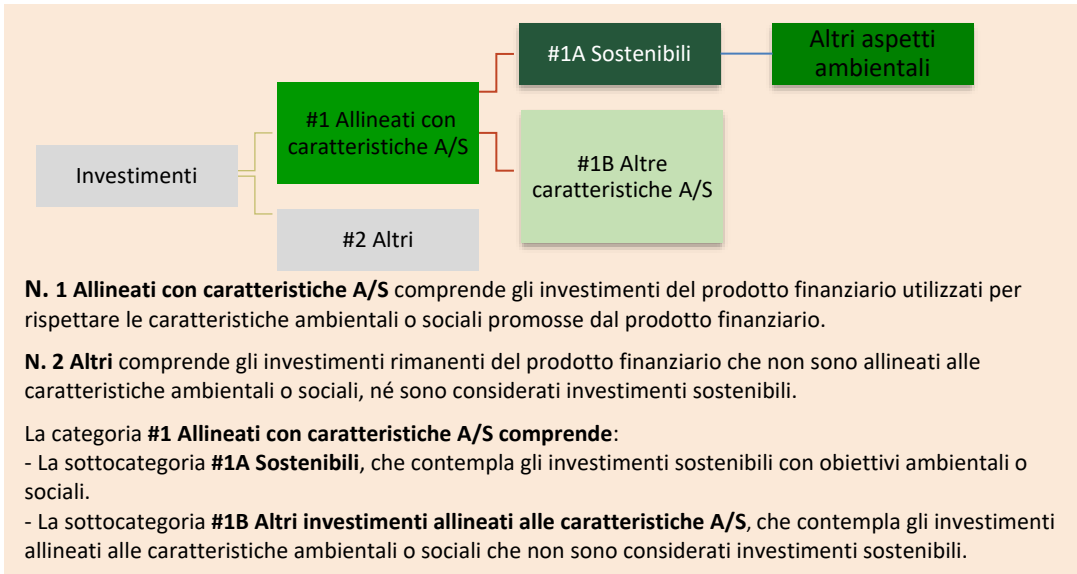 #1A Sostenibili
Altri aspetti
ambientali
#1 Allineati con
caratteristiche A/S
#1B Altre
caratteristiche A/S
Investimenti
#2 Altri
N. 1 Allineati con caratteristiche A/S comprende gli investimenti del prodotto finanziario utilizzati per
rispettare le caratteristiche ambientali o sociali promosse dal prodotto finanziario.
N. 2 Altri comprende gli investimenti rimanenti del prodotto finanziario che non sono allineati alle
caratteristiche ambientali o sociali, né sono considerati investimenti sostenibili.
La categoria #1 Allineati con caratteristiche A/S comprende:
- La sottocategoria #1A Sostenibili, che contempla gli investimenti sostenibili con obiettivi ambientali o
sociali.
- La sottocategoria #1B Altri investimenti allineati alle caratteristiche A/S, che contempla gli investimenti
allineati alle caratteristiche ambientali o sociali che non sono considerati investimenti sostenibili.